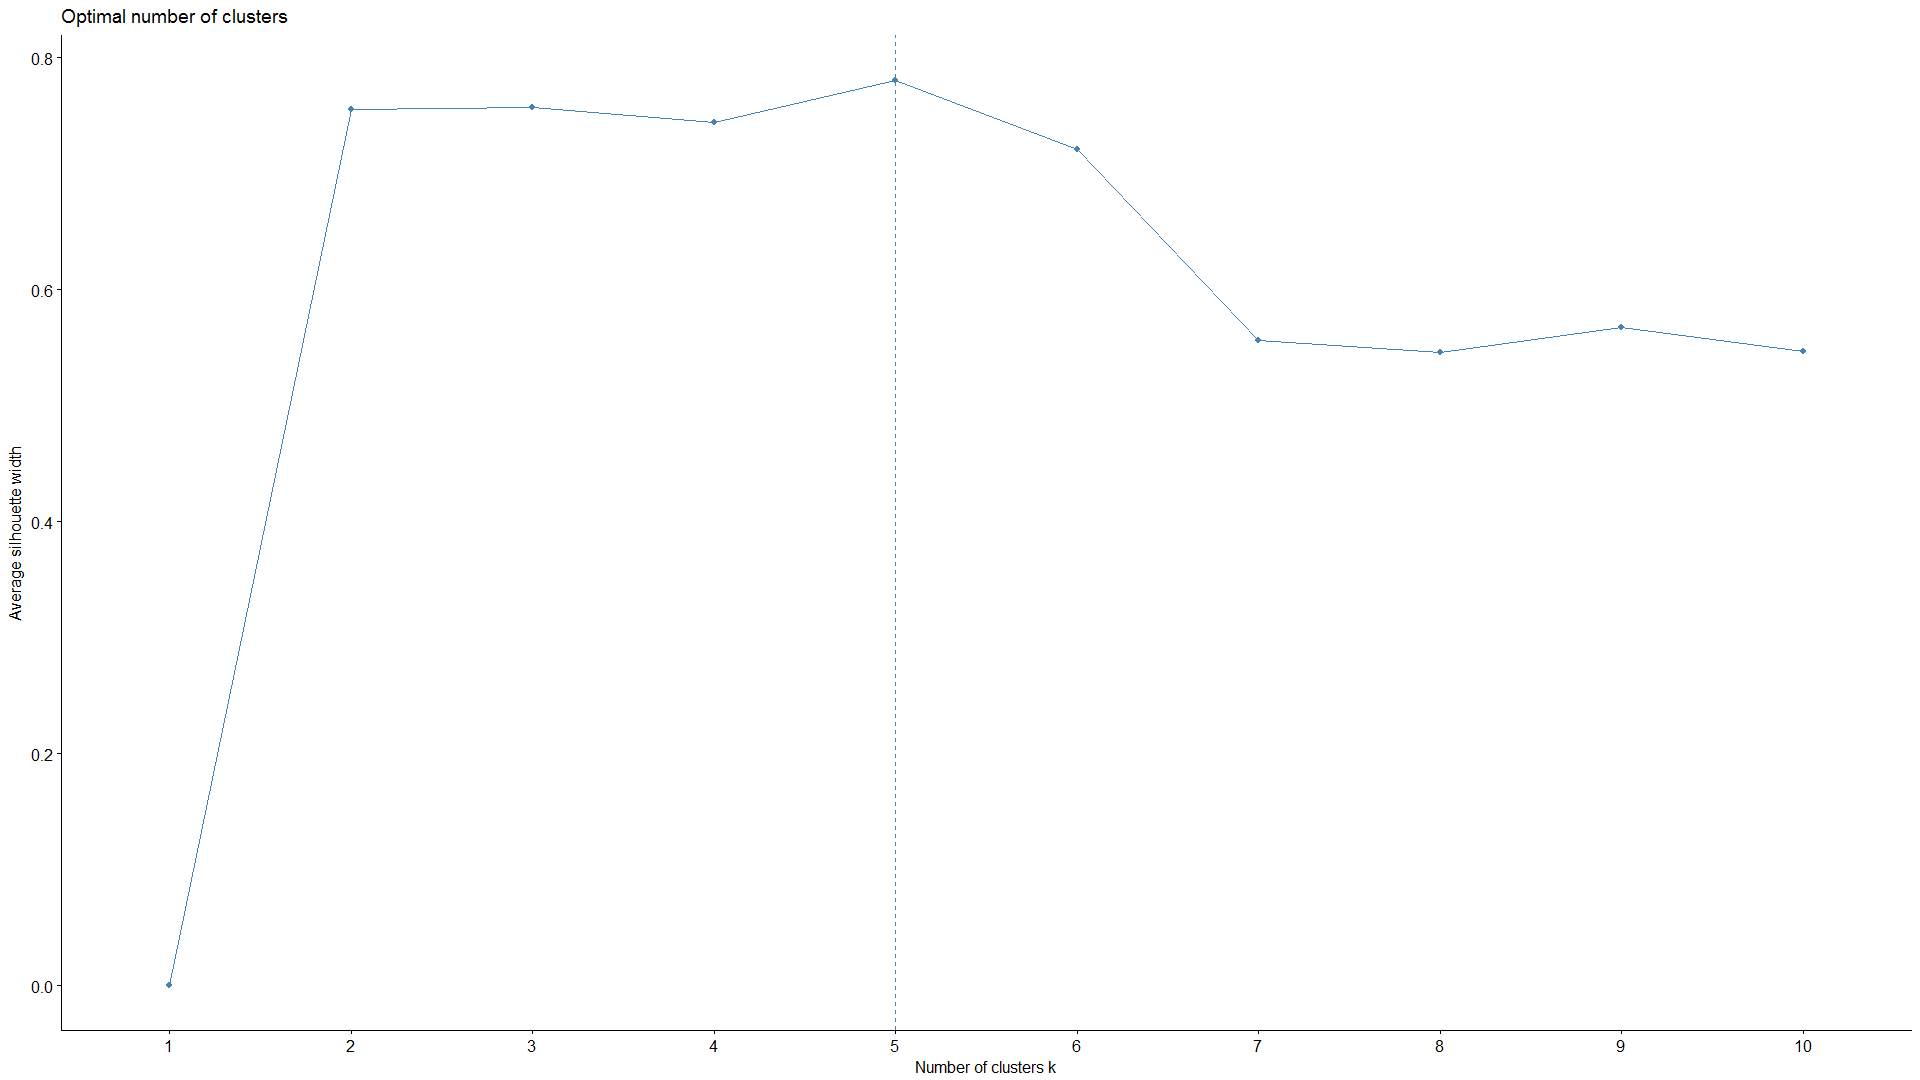 Optimal number of clusters
0.8
0.6
0.4
0.2
0.0
Average silhouette width
1 2 3 4 5 6 7 8 9 10
Number of clusters k